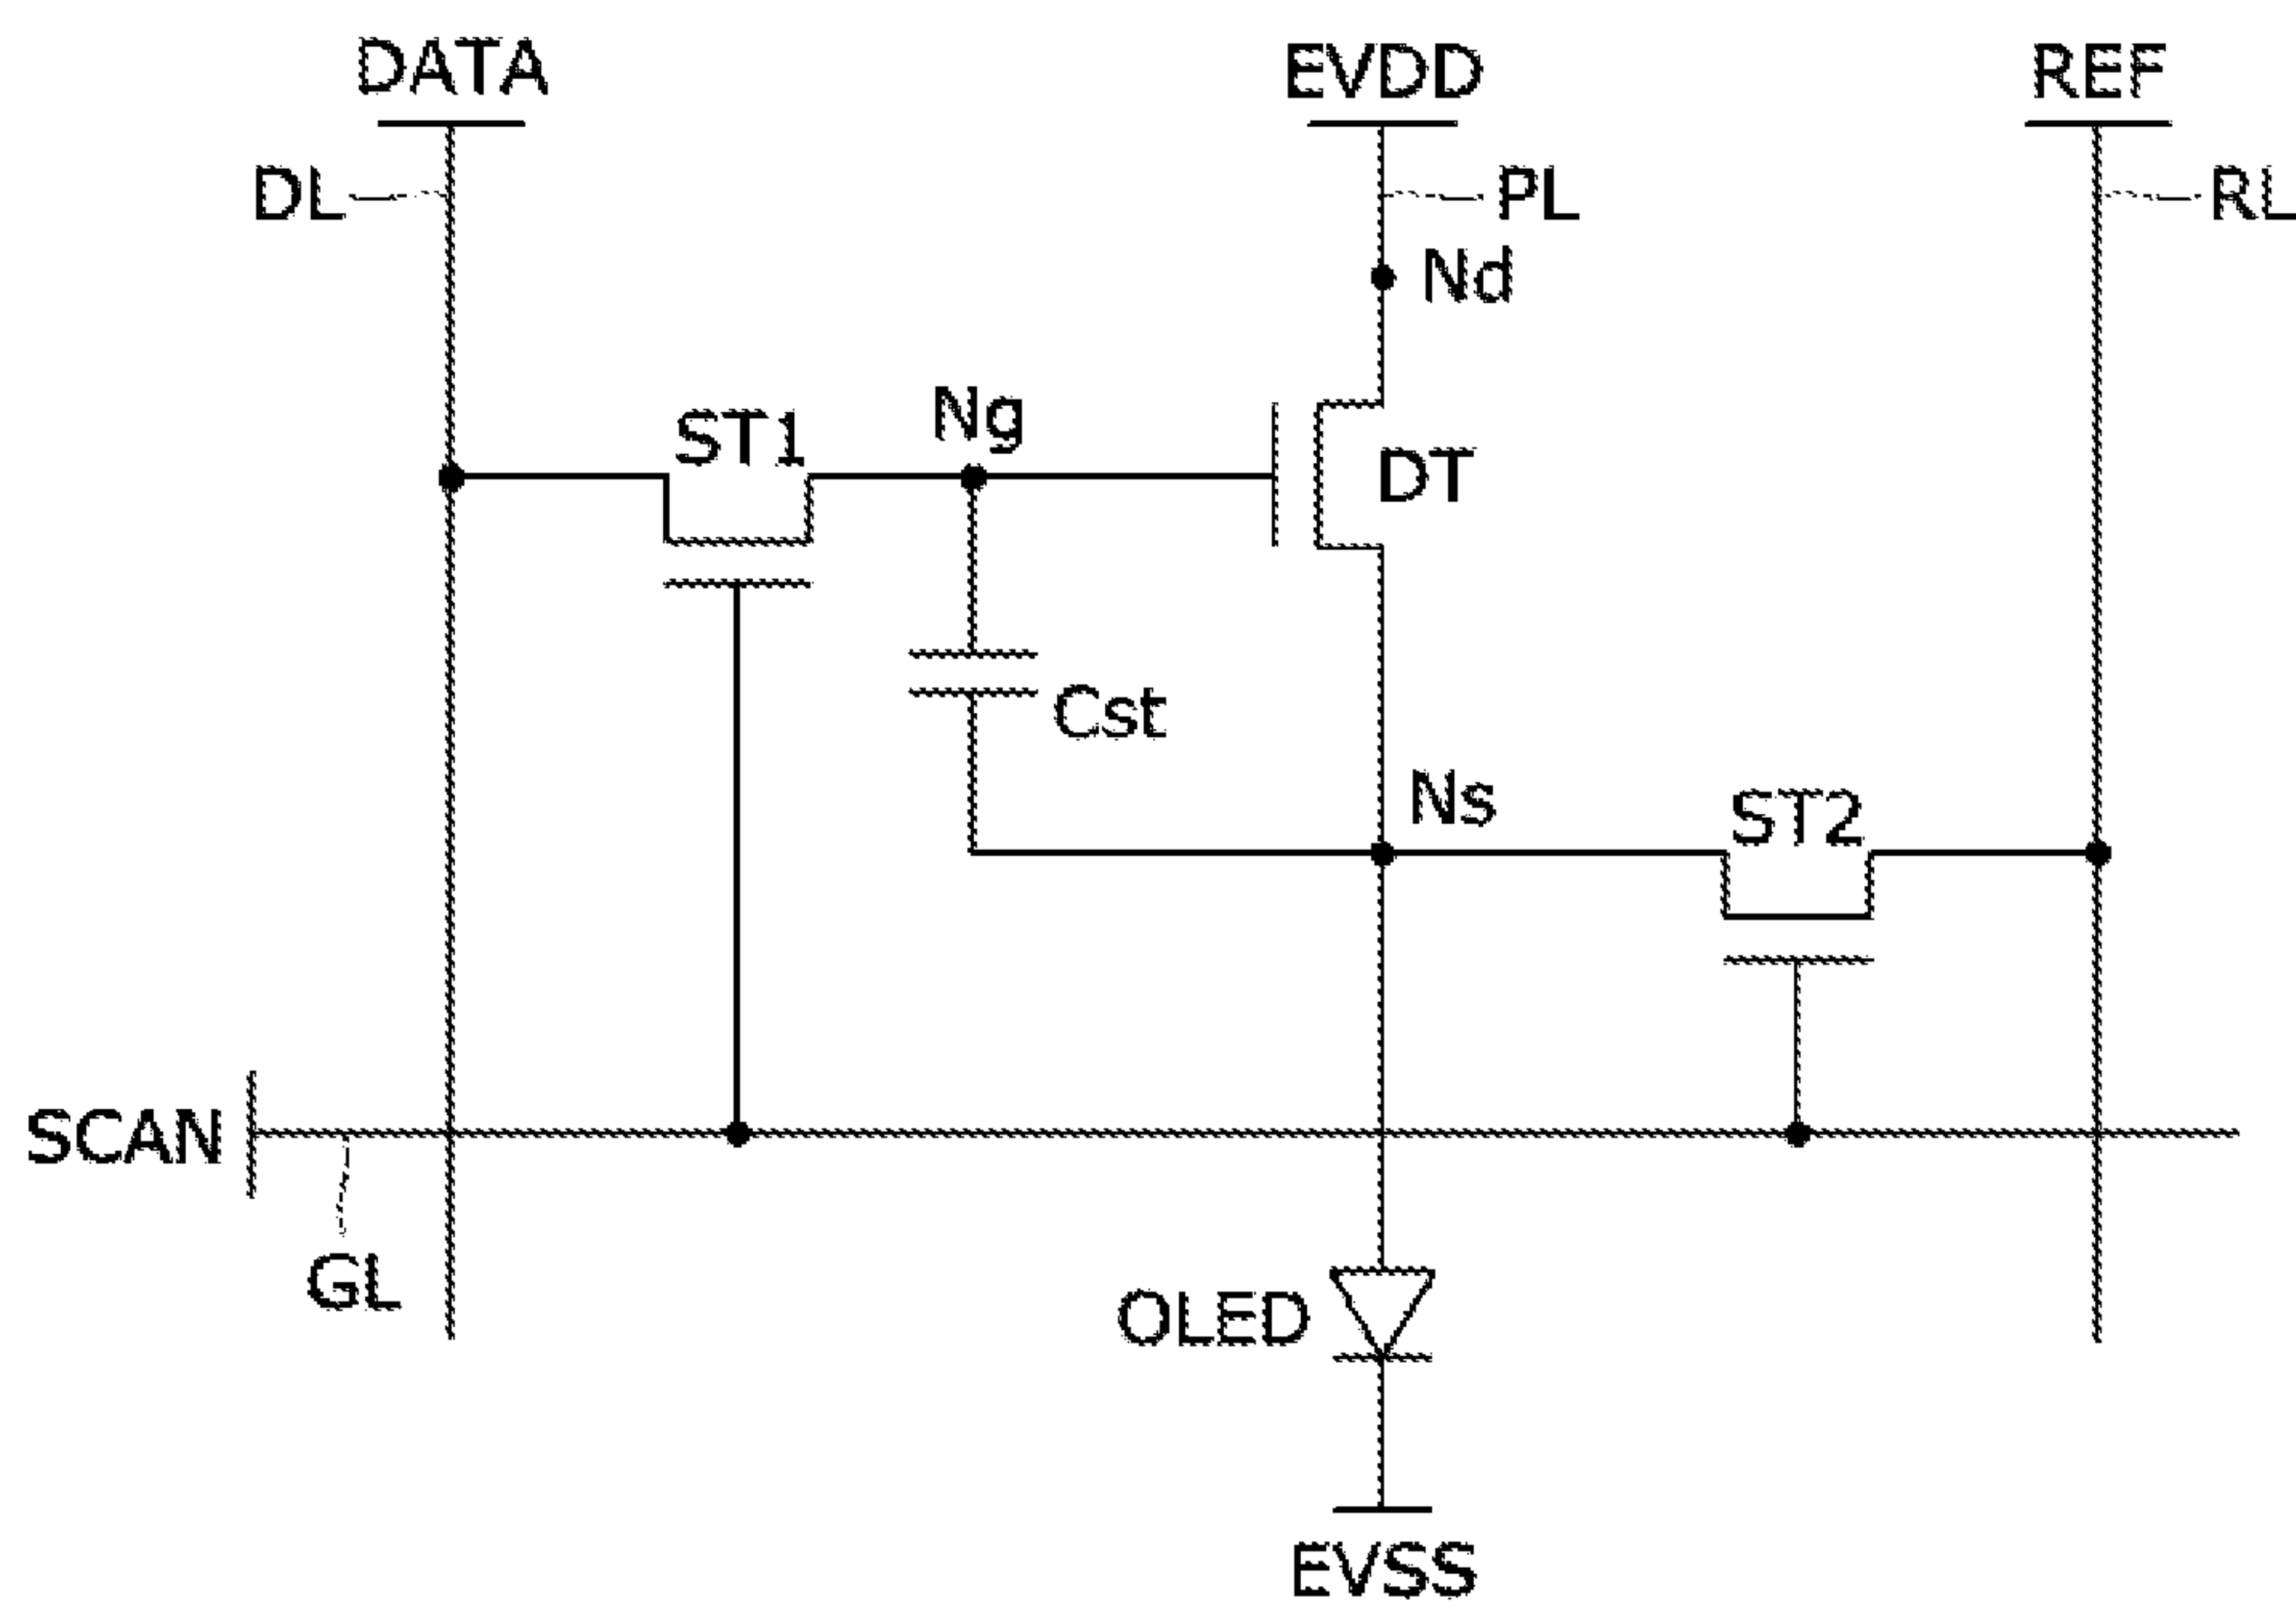 DATA
EVDD
REF
DL
PL
RL
Nd
Ng
ST1
DT
Cst
Ns
ST2
SCAN
GL
OLED
EVSS